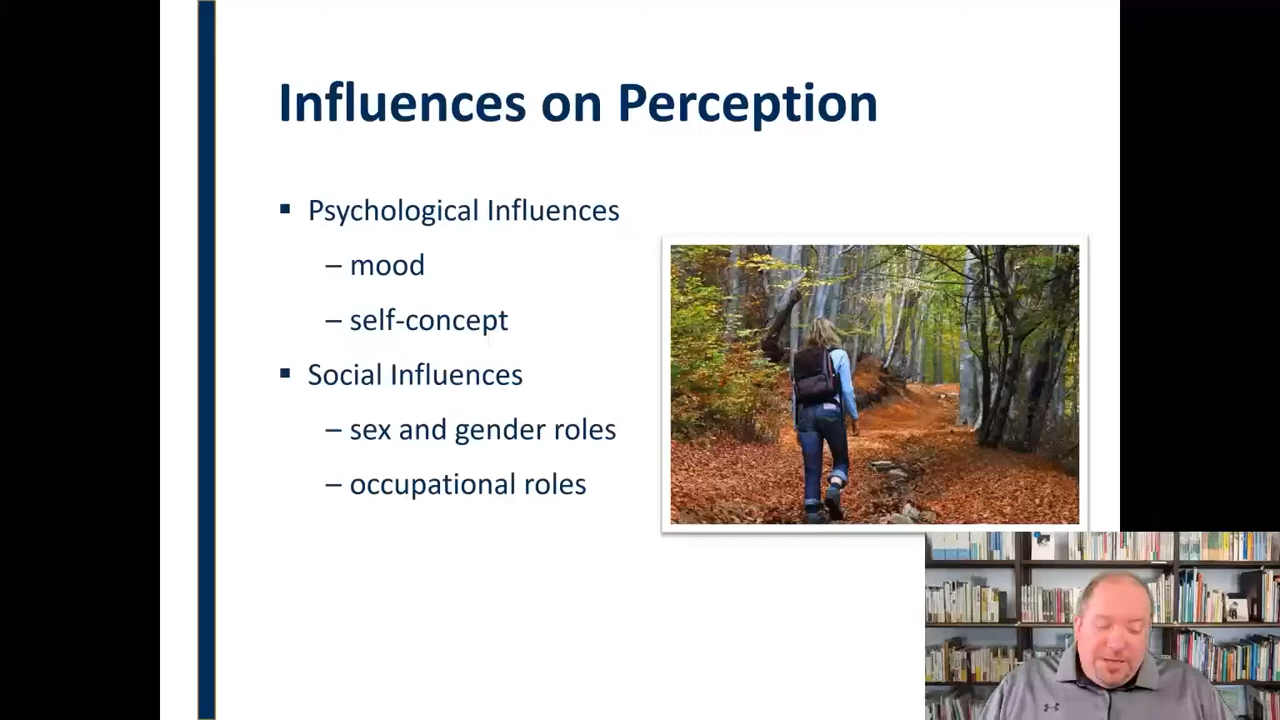 Influences on Perception
▪ Psychological Influences
– mood
– self-concept
▪ Social Influences
– sex and gender roles
– occupational roles